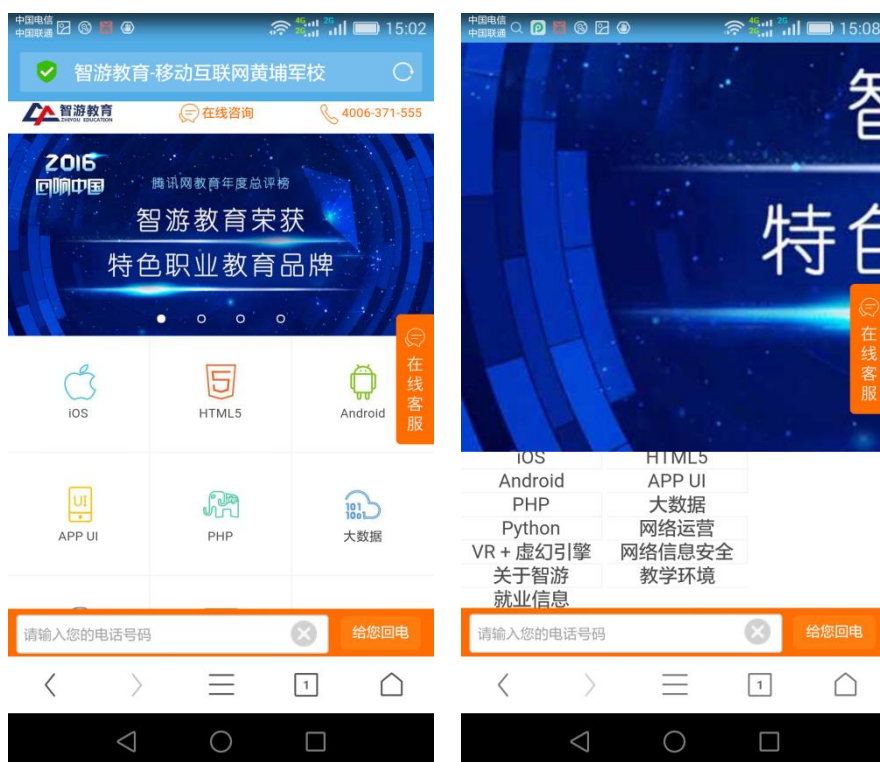 中国电信
中国联通
4G
2G
2G
15:02
智游教育-移动互联网黄埔军校
智游教育
ZHIYOU EDUCATION
在线咨询
4006-371-555
2016
回响中国
腾讯网教育年度总评榜
智游教育荣获
特色职业教育品牌
在线客服
iOS
HTML5
Android
UI
101
1001
APP UI
PHP
大数据
请输入您的电话号码
给您回电
1
中国电信
中国联通
4G
2G
2G
15:08
特色
在线客服
iOS
HTML5
Android
APP UI
PHP
大数据
Python
网络运营
VR + 虚幻引擎
网络信息安全
关于智游
教学环境
就业信息
请输入您的电话号码
给您回电
1